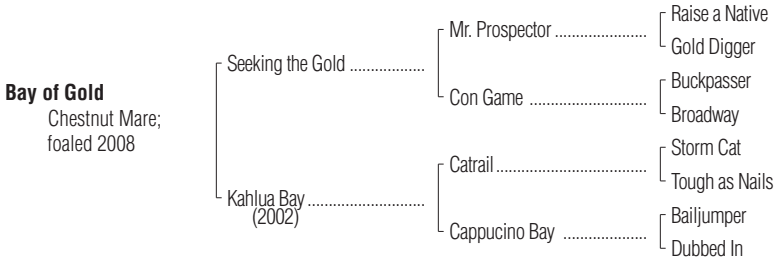 Bay of Gold
Chestnut Mare;
foaled 2008
Seeking the Gold ..................
Kahlua Bay ............................
(2002)
Mr. Prospector ......................
Con Game ............................
Catrail.....................................
Cappucino Bay ....................
Raise a Native
Gold Digger
Buckpasser
Broadway
Storm Cat
Tough as Nails
Bailjumper
Dubbed In